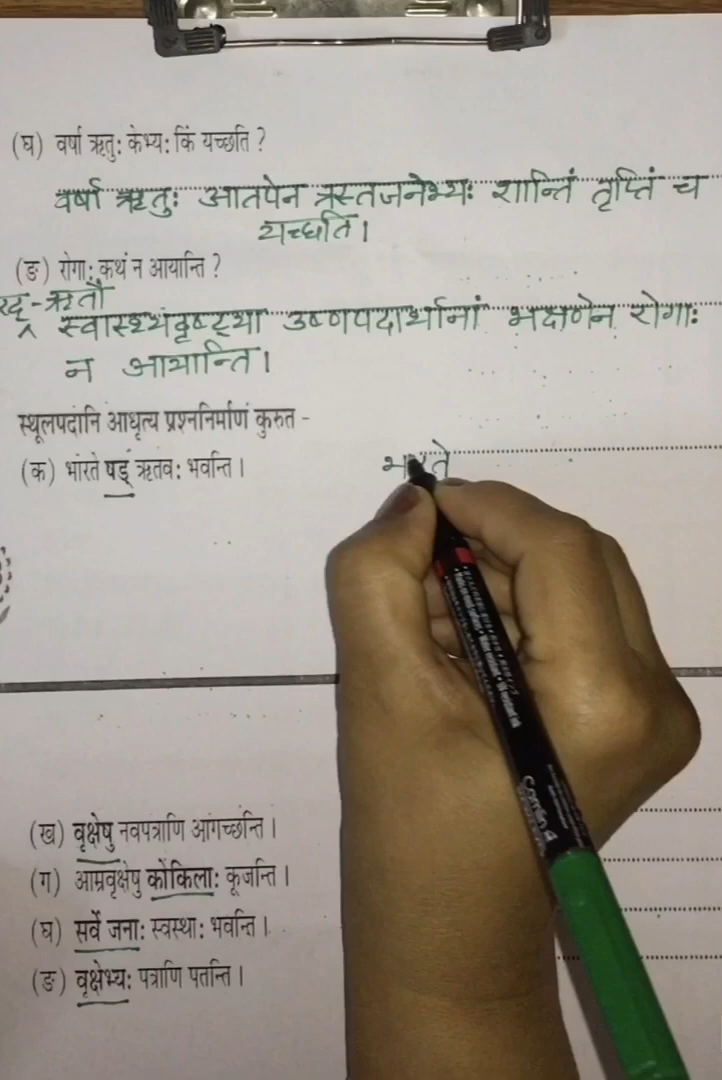 (घ) वर्षा ऋतुः केभ्यः किं यच्छति ?
वर्षा ऋतुः आतपेन त्रस्तजनेभ्यः शान्तिं तृप्तिं च
यच्छति।
(ङ) रोगाः कथं न आयान्ति ?
ऋतौ
स्वास्थ्यंदृष्ट्या उष्णपदार्थानां भक्षणेन रोगाः
न आयान्ति।
स्थूलपदानि आधृत्य प्रश्ननिर्माणं कुरुत -
(क) भारते षड् ऋतवः भवन्ति।
(ख) वृक्षेषु नवपत्राणि आगच्छन्ति।
(ग) आम्रवृक्षेषु कोकिलाः कूजन्ति।
(घ) सर्वे जनाः स्वस्थाः भवन्ति।
(ङ) वृक्षेभ्यः पत्राणि पतन्ति।